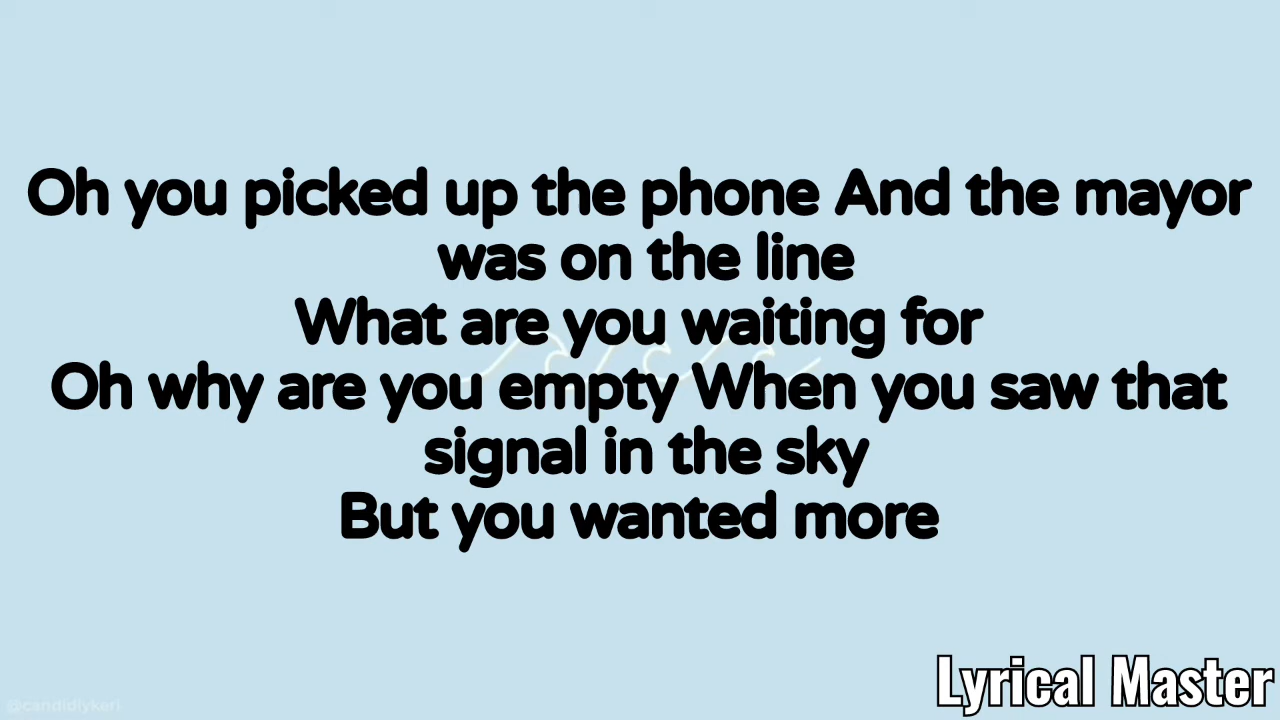 Oh you picked up the phone And the mayor
was on the line
What are you waiting for
Oh why are you empty When you saw that
signal in the sky
But you wanted more
Lyrical Master
@candidlykeri